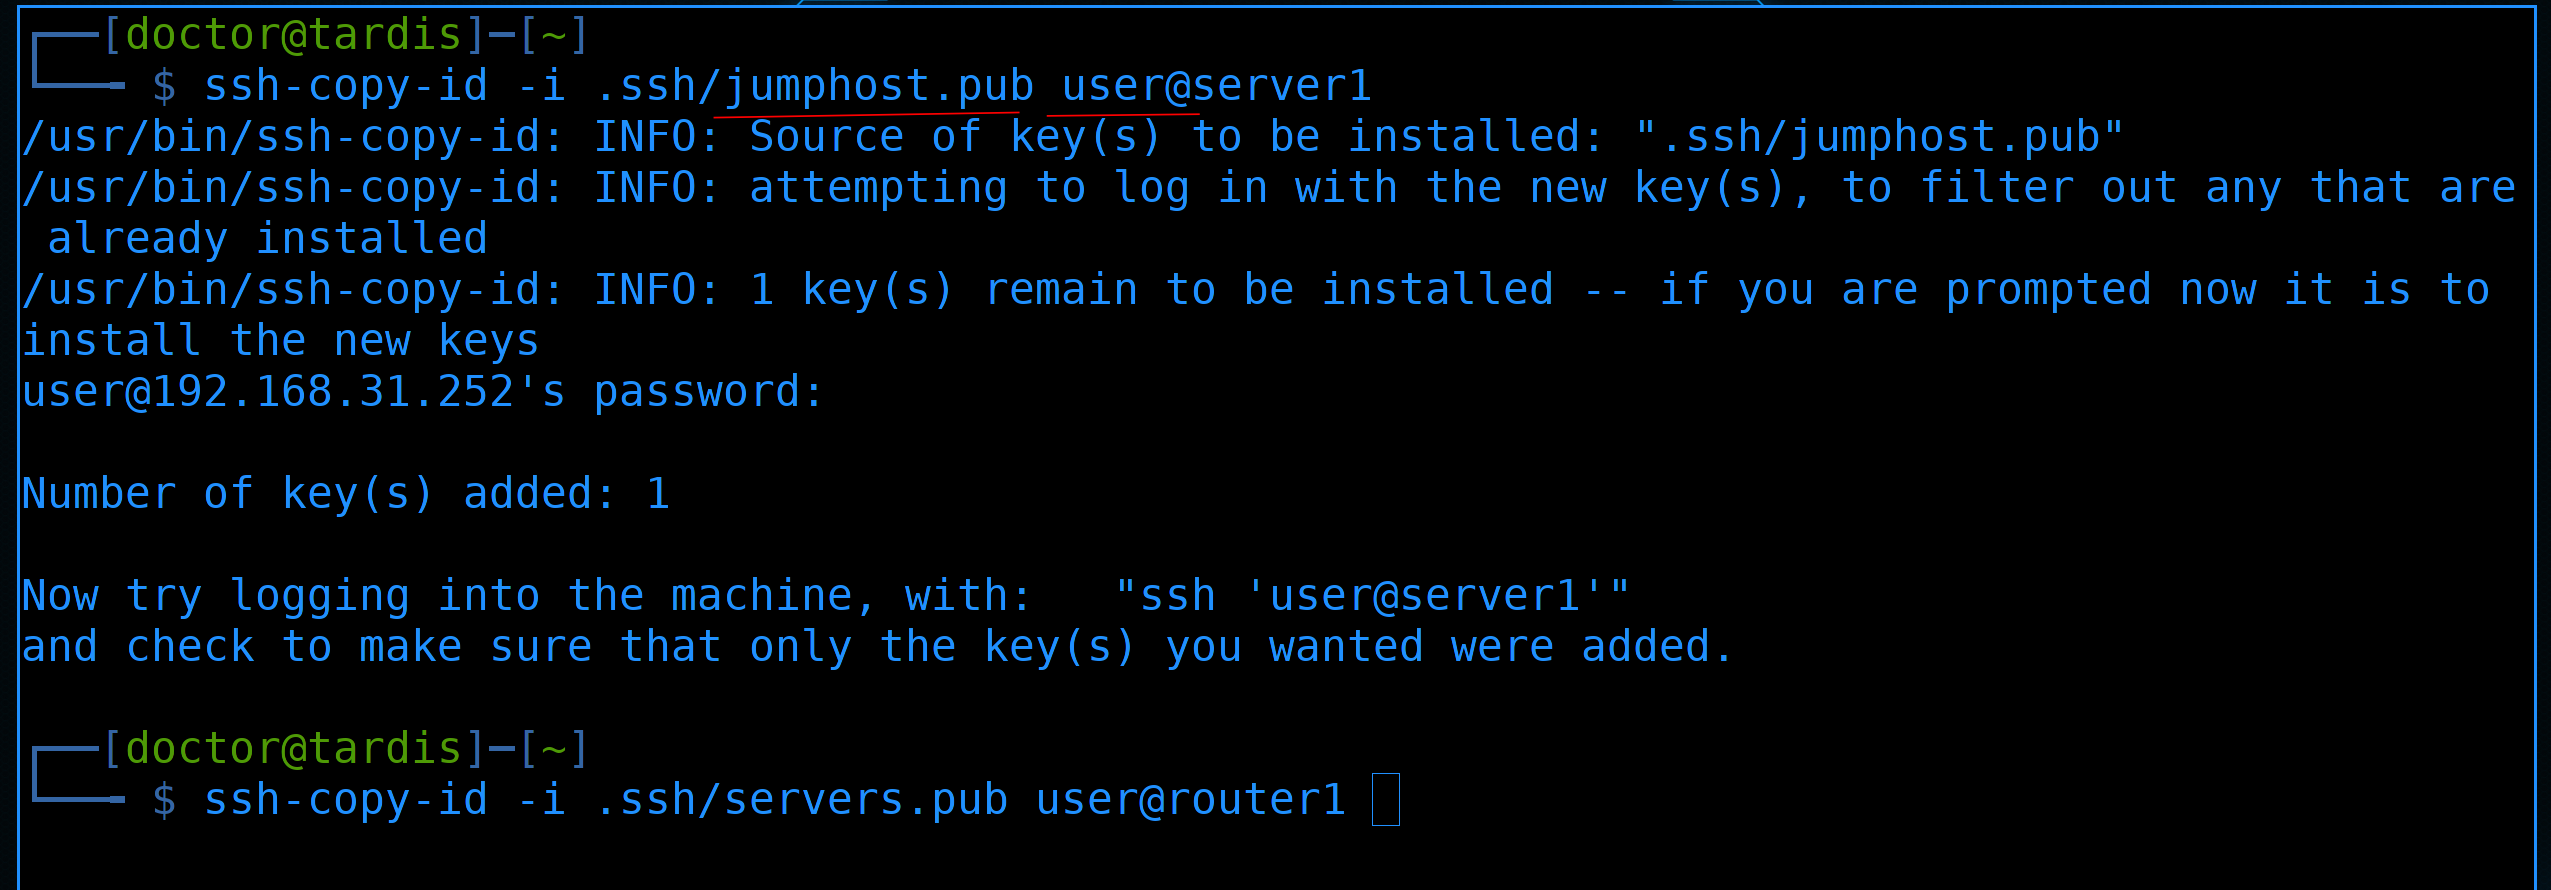 [doctor@tardis]-[~]
$ ssh-copy-id -i .ssh/jumphost.pub user@server1
/usr/bin/ssh-copy-id: INFO: Source of key(s) to be installed: ".ssh/jumphost.pub"
/usr/bin/ssh-copy-id: INFO: attempting to log in with the new key(s), to filter out any that are
already installed
/usr/bin/ssh-copy-id: INFO: 1 key(s) remain to be installed -- if you are prompted now it is to
install the new keys
user@192.168.31.252's password:
Number of key(s) added: 1
Now try logging into the machine, with:   "ssh 'user@server1'"
and check to make sure that only the key(s) you wanted were added.
[doctor@tardis]-[~]
$ ssh-copy-id -i .ssh/servers.pub user@router1